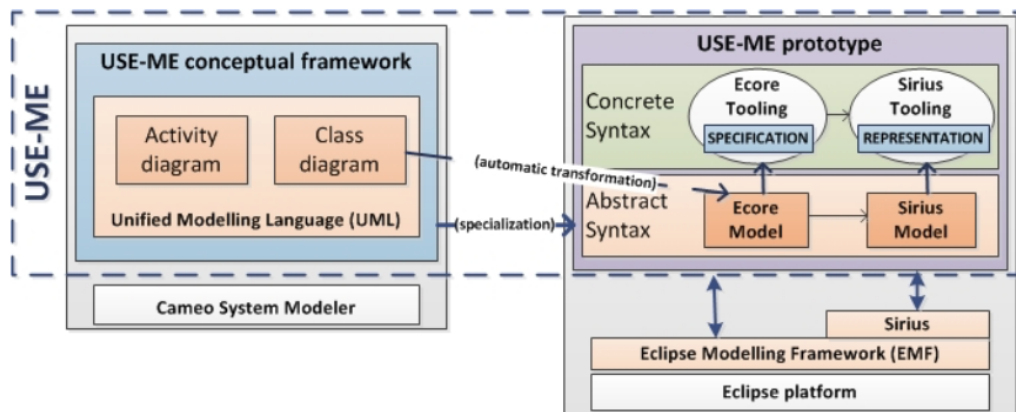 USE-ME
USE-ME conceptual framework
Activity
diagram
Class
diagram
Unified Modelling Language (UML)
Cameo System Modeler
(automatic transformation)
(specialization)
USE-ME prototype
Concrete
Syntax
Ecore
Tooling
SPECIFICATION
Sirius
Tooling
REPRESENTATION
Abstract
Syntax
Ecore
Model
Sirius
Model
Sirius
Eclipse Modelling Framework (EMF)
Eclipse platform